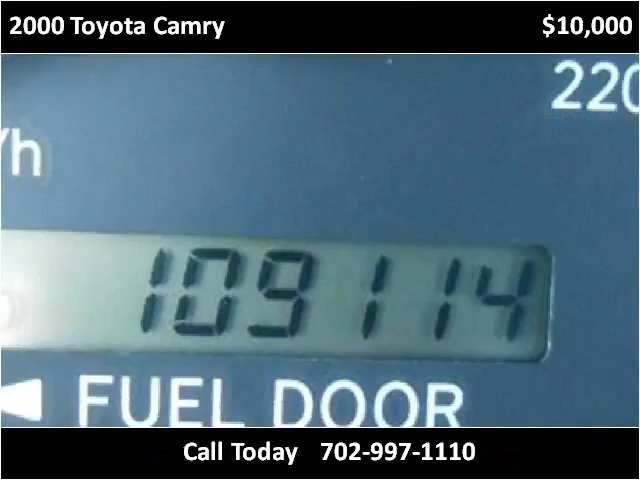 2000 Toyota Camry $10,000
220
/h
109114
FUEL DOOR
Call Today 702-997-1110